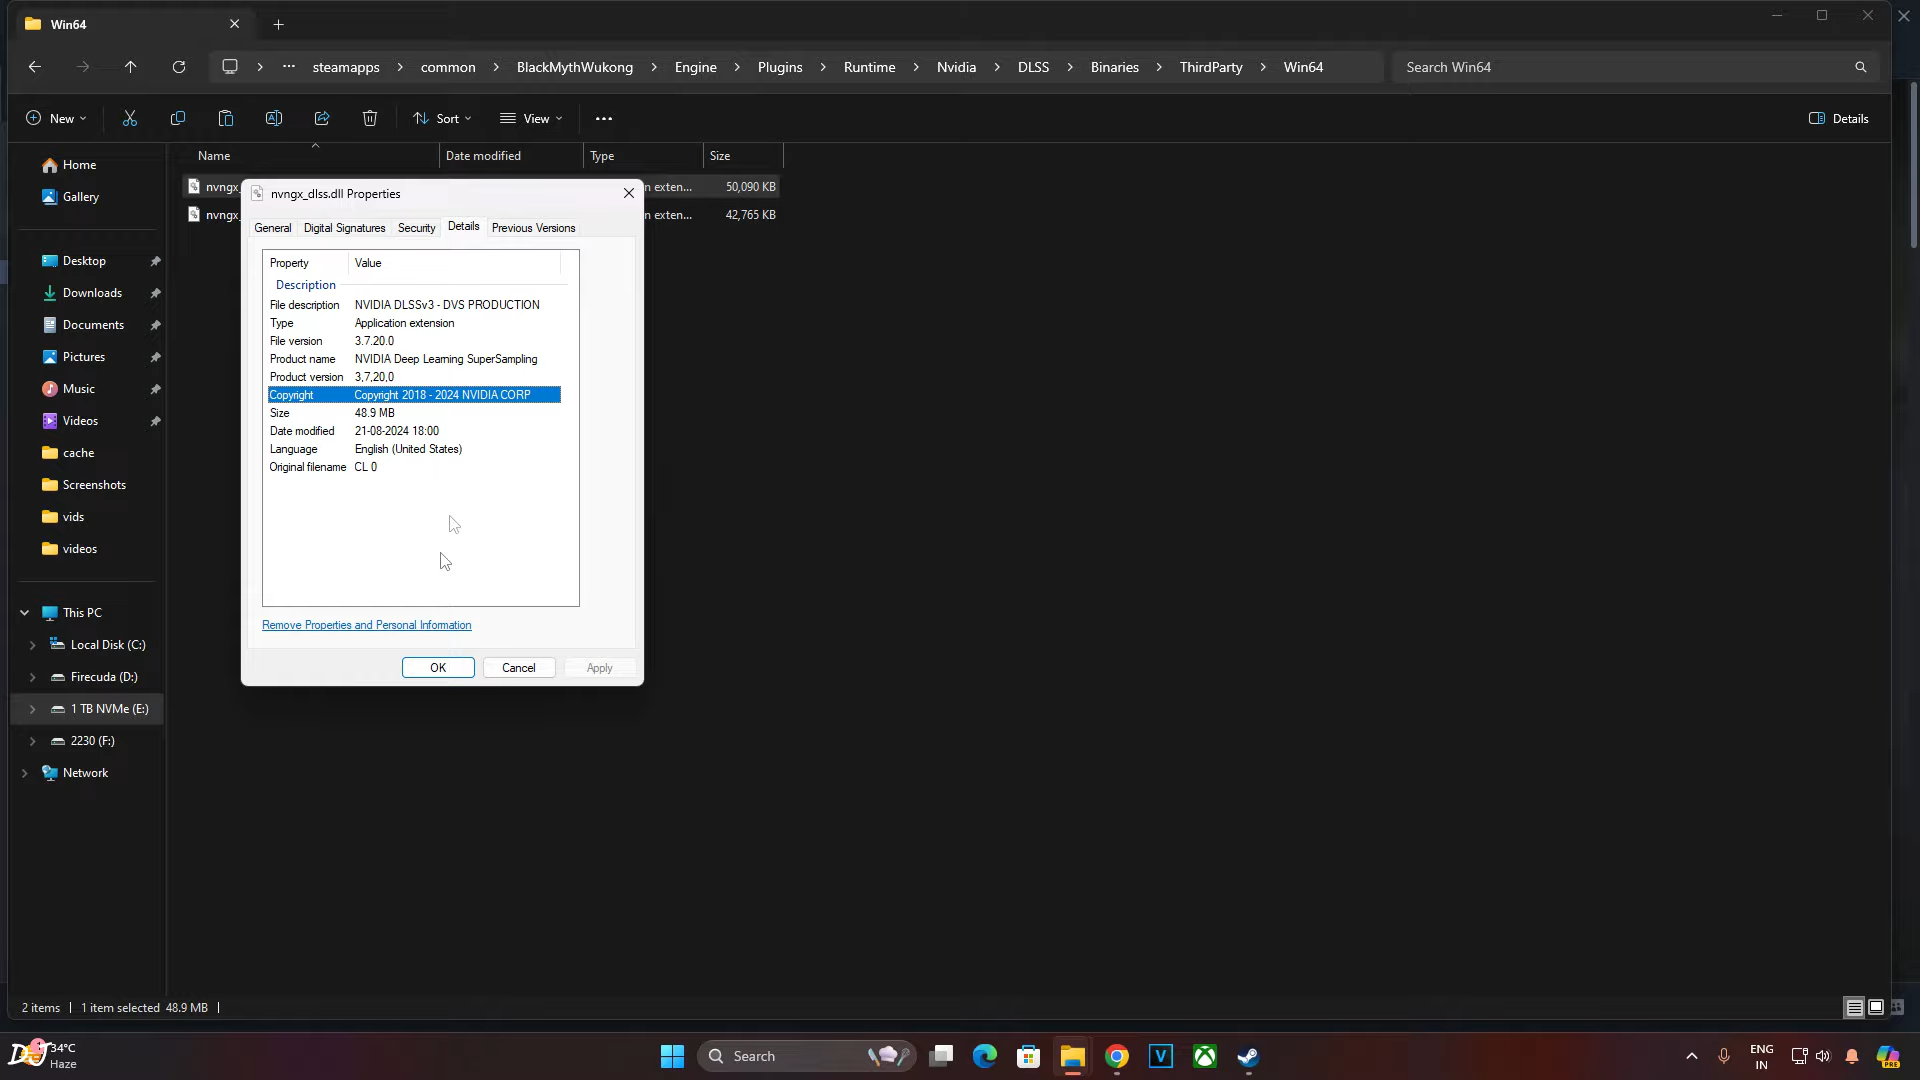 Win64
steamapps > common > BlackMythWukong > Engine > Plugins > Runtime > Nvidia > DLSS > Binaries > ThirdParty > Win64
Search Win64
New
Sort
View
Details
Name
Date modified
Type
Size
nvngx_
n exten...
50,090 KB
nvngx_
n exten...
42,765 KB
Home
Gallery
Desktop
Downloads
Documents
Pictures
Music
Videos
cache
Screenshots
vids
videos
This PC
Local Disk (C:)
Firecuda (D:)
1 TB NVMe (E:)
2230 (F:)
Network
nvngx_dlss.dll Properties
General
Digital Signatures
Security
Details
Previous Versions
Property Value
Description
File description NVIDIA DLSSv3 - DVS PRODUCTION
Type Application extension
File version 3.7.20.0
Product name NVIDIA Deep Learning SuperSampling
Product version 3,7,20,0
Copyright Copyright 2018 - 2024 NVIDIA CORP
Size 48.9 MB
Date modified 21-08-2024 18:00
Language English (United States)
Original filename CL 0
Remove Properties and Personal Information
OK
Cancel
Apply
2 items | 1 item selected 48.9 MB |
DJ
34°C
Haze
Search
V
ENG
IN
PRE